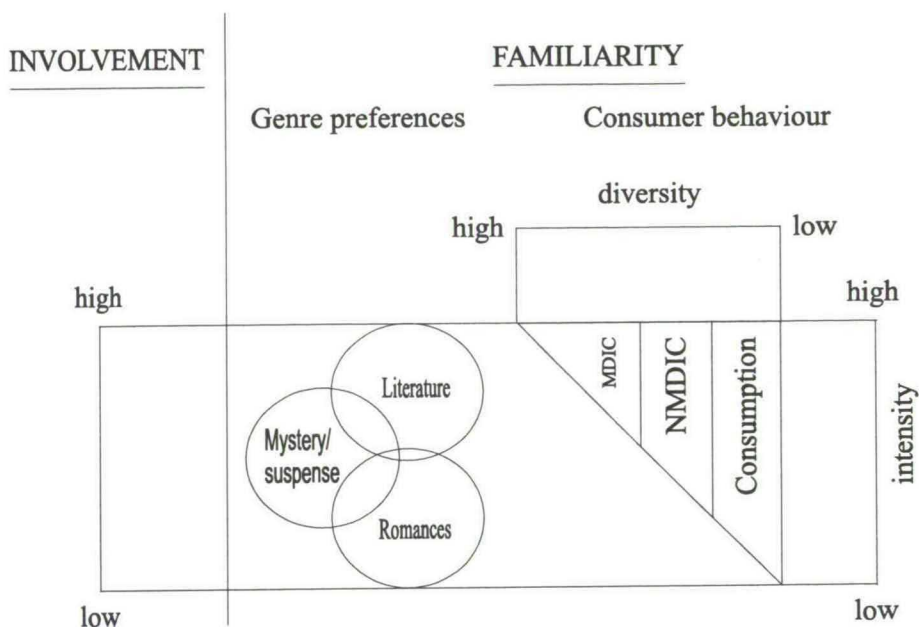 INVOLVEMENT
FAMILIARITY
Genre preferences
Consumer behaviour
diversity
high
low
high
high
Literature
Mystery/
suspense
Romances
MDIC
NMDIC
Consumption
intensity
low
low